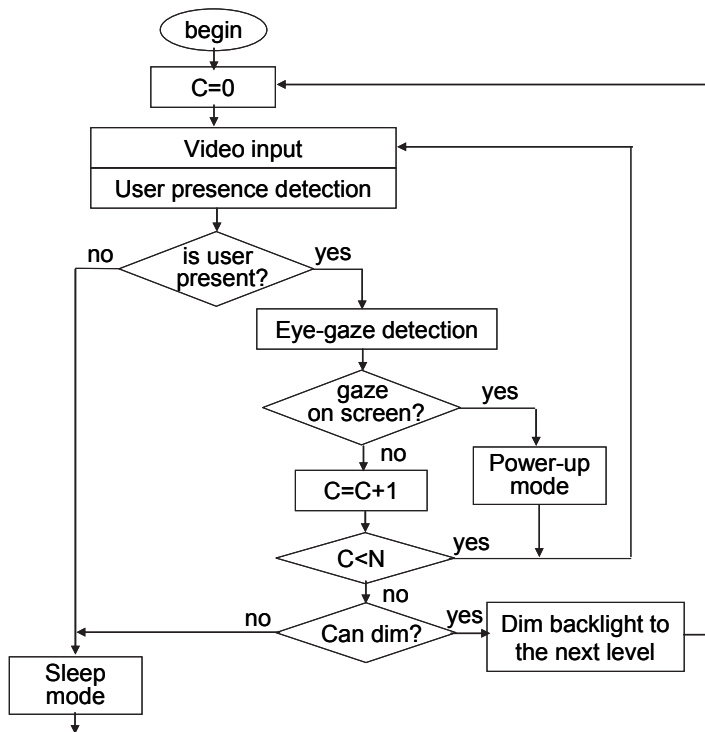 begin
C=0
Video input
User presence detection
no
is user
present?
yes
Eye-gaze detection
gaze
on screen?
yes
no
Power-up
mode
C=C+1
C<N
yes
no
no
Can dim?
yes
Dim backlight to
the next level
Sleep
mode